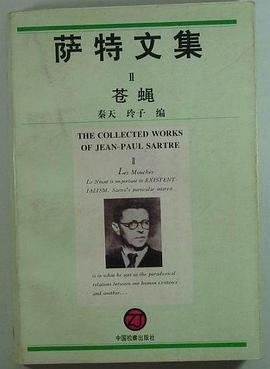 萨特文集
II
苍蝇
秦天 玲子 编
THE COLLECTED WORKS
OF JEAN-PAUL SARTRE
II
Les Mouches
Le Néant is important to EXISTENT-
IALISM. Sartre's particular interest
is in what he saw as the paradoxical
relations between our human existence
and another....
中国检察出版社